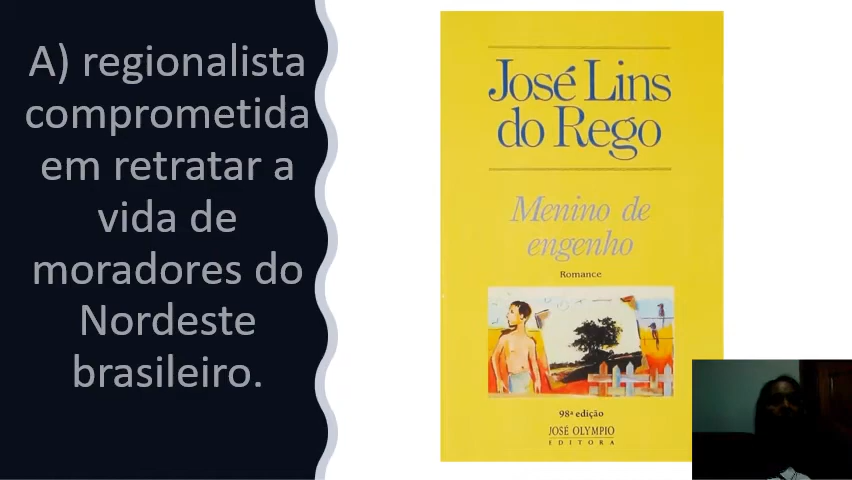 A) regionalista
comprometida
em retratar a
vida de
moradores do
Nordeste
brasileiro.
José Lins
do Rego
Menino de
engenho
Romance
98ª edição
JOSÉ OLYMPIO
EDITORA